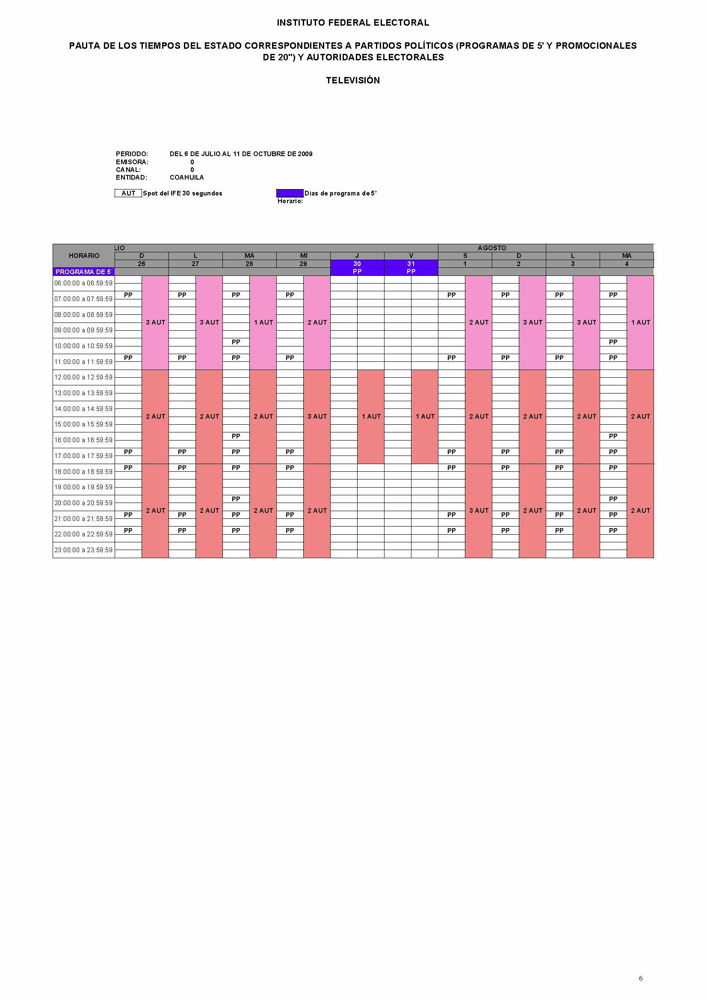 INSTITUTO FEDERAL ELECTORAL
PAUTA DE LOS TIEMPOS DEL ESTADO CORRESPONDIENTES A PARTIDOS POLÍTICOS (PROGRAMAS DE 5' Y PROMOCIONALES
DE 20") Y AUTORIDADES ELECTORALES
TELEVISIÓN
PERIODO: DEL 6 DE JULIO AL 11 DE OCTUBRE DE 2009
EMISORA: 0
CANAL: 0
ENTIDAD: COAHUILA
AUT Spot del IFE 30 segundos Días de programa de 5'
Horario:
LIO AGOSTO
HORARIO D L MA MI J V S D L MA
26 27 28 29 30 31 1 2 3 4
PROGRAMA DE 5´ PP PP
06:00:00 a 06:59:59
PP PP PP PP PP PP PP PP
07:00:00 a 07:59:59
08:00:00 a 08:59:59
3 AUT 3 AUT 1 AUT 2 AUT 2 AUT 3 AUT 3 AUT 1 AUT
09:00:00 a 09:59:59
PP PP
10:00:00 a 10:59:59
PP PP PP PP PP PP PP PP
11:00:00 a 11:59:59
12:00:00 a 12:59:59
13:00:00 a 13:59:59
14:00:00 a 14:59:59
2 AUT 2 AUT 2 AUT 3 AUT 1 AUT 1 AUT 2 AUT 2 AUT 2 AUT 2 AUT
15:00:00 a 15:59:59
PP PP
16:00:00 a 16:59:59
PP PP PP PP PP PP PP PP
17:00:00 a 17:59:59
PP PP PP PP PP PP PP PP
18:00:00 a 18:59:59
19:00:00 a 19:59:59
PP PP
20:00:00 a 20:59:59
2 AUT 2 AUT 2 AUT 2 AUT 3 AUT 2 AUT 2 AUT 2 AUT
PP PP PP PP PP PP PP PP
21:00:00 a 21:59:59
PP PP PP PP PP PP PP PP
22:00:00 a 22:59:59
23:00:00 a 23:59:59
6